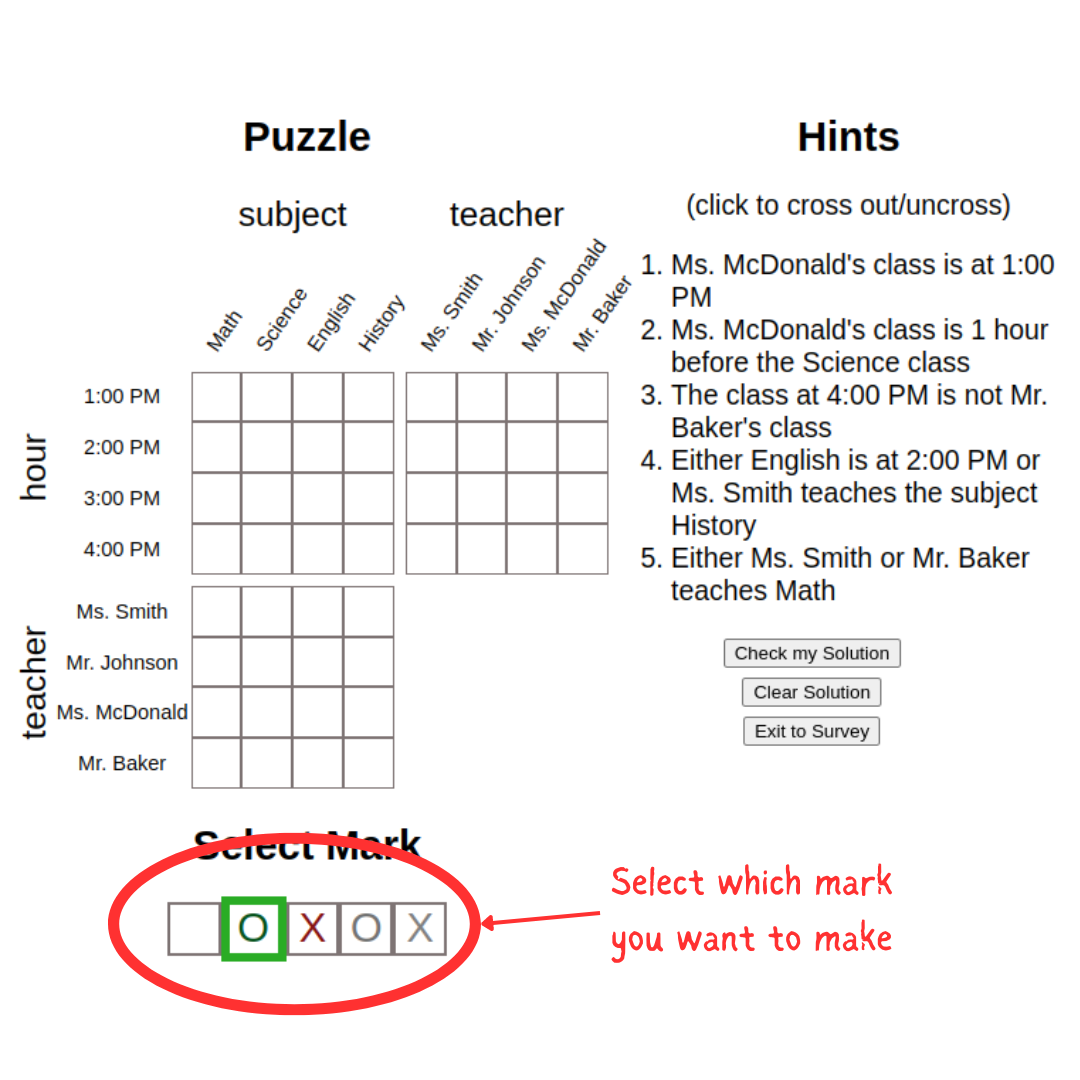 Puzzle
Hints
subject
teacher
(click to cross out/uncross)
Math
Science
English
History
Ms. Smith
Mr. Johnson
Ms. McDonald
Mr. Baker
1. Ms. McDonald's class is at 1:00
PM
2. Ms. McDonald's class is 1 hour
before the Science class
3. The class at 4:00 PM is not Mr.
Baker's class
4. Either English is at 2:00 PM or
Ms. Smith teaches the subject
History
5. Either Ms. Smith or Mr. Baker
teaches Math
hour
1:00 PM
2:00 PM
3:00 PM
4:00 PM
teacher
Ms. Smith
Mr. Johnson
Ms. McDonald
Mr. Baker
Check my Solution
Clear Solution
Exit to Survey
Select Mark
O X O X
Select which mark
you want to make